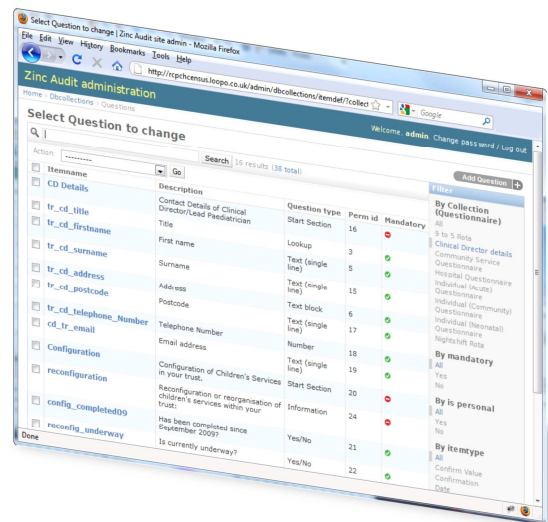 Select Question to change | Zinc Audit site admin - Mozilla Firefox
File Edit View History Bookmarks Tools Help
http://rcpchcensus.loopo.co.uk/admin/dbcollections/itemdef/?collect
Google
Zinc Audit administration
Welcome, admin. Change password / Log out
Home › Dbcollections › Questions
Select Question to change
Add Question +
Search 16 results (38 total)
Action: --------- Go
Itemname Description Question type Perm id Mandatory
CD Details Contact Details of Clinical Director/Lead Paediatrician Start Section 16
tr_cd_title Title Lookup 3
tr_cd_firstname First name Text (single line) 5
tr_cd_surname Surname Text (single line) 15
tr_cd_address Address Text block 6
tr_cd_postcode Postcode Text (single line) 17
tr_cd_telephone_Number Telephone Number Number 18
cd_tr_email Email address Text (single line) 19
Configuration Configuration of Children's Services in your trust. Start Section 20
reconfiguration Reconfiguration or reorganisation of children's services within your trust: Information 24
config_completed09 Has been completed since September 2009? Yes/No 21
reconfig_underway Is currently underway? Yes/No 22
Filter
By Collection (Questionnaire)
All
9 to 5 Rota
Clinical Director details
Community Service Questionnaire
Hospital Questionnaire
Individual (Acute) Questionnaire
Individual (Community) Questionnaire
Individual (Neonatal) Questionnaire
Nightshift Rota
By mandatory
All
Yes
No
By is personal
All
Yes
No
By itemtype
All
Confirm Value
Confirmation
Date
Done